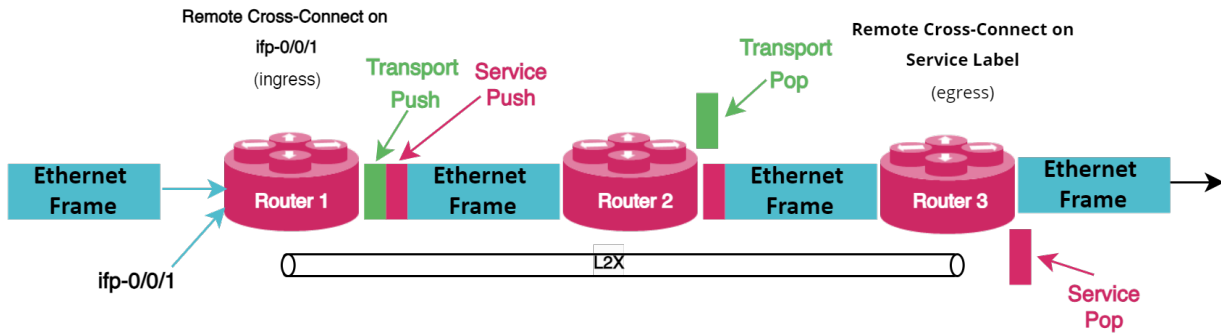 Remote Cross-Connect on
ifp-0/0/1
(ingress)
Transport
Push
Service
Push
Transport
Pop
Remote Cross-Connect on
Service Label
(egress)
Ethernet
Frame
Router 1
Ethernet
Frame
Router 2
Ethernet
Frame
Router 3
Ethernet
Frame
ifp-0/0/1
L2X
Service
Pop